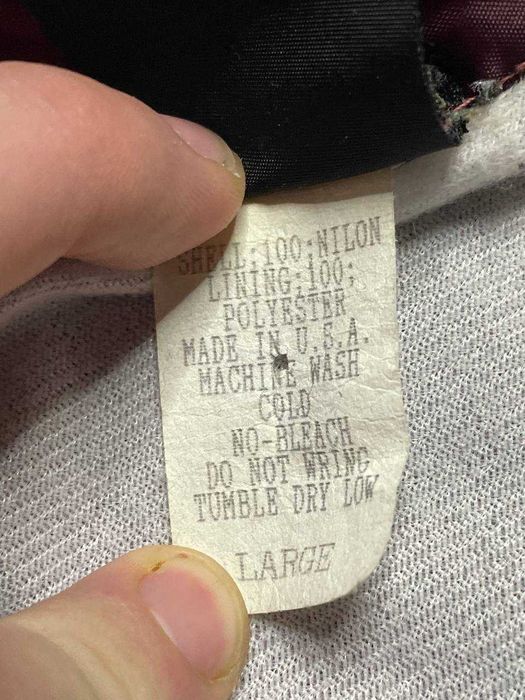 SHELL:100:NILON
LINING:100:
POLYESTER
MADE IN U.S.A.
MACHINE WASH
COLD
NO-BLEACH
DO NOT WRING
TUMBLE DRY LOW
LARGE